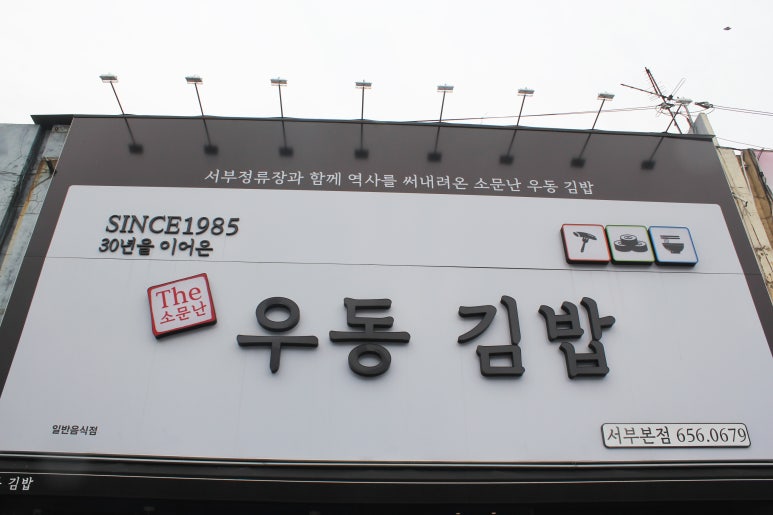 서부정류장과 함께 역사를 써내려온 소문난 우동 김밥
SINCE1985
30년을 이어온
The
소문난
우동 김밥
일반음식점
서부본점 656.0679
김밥